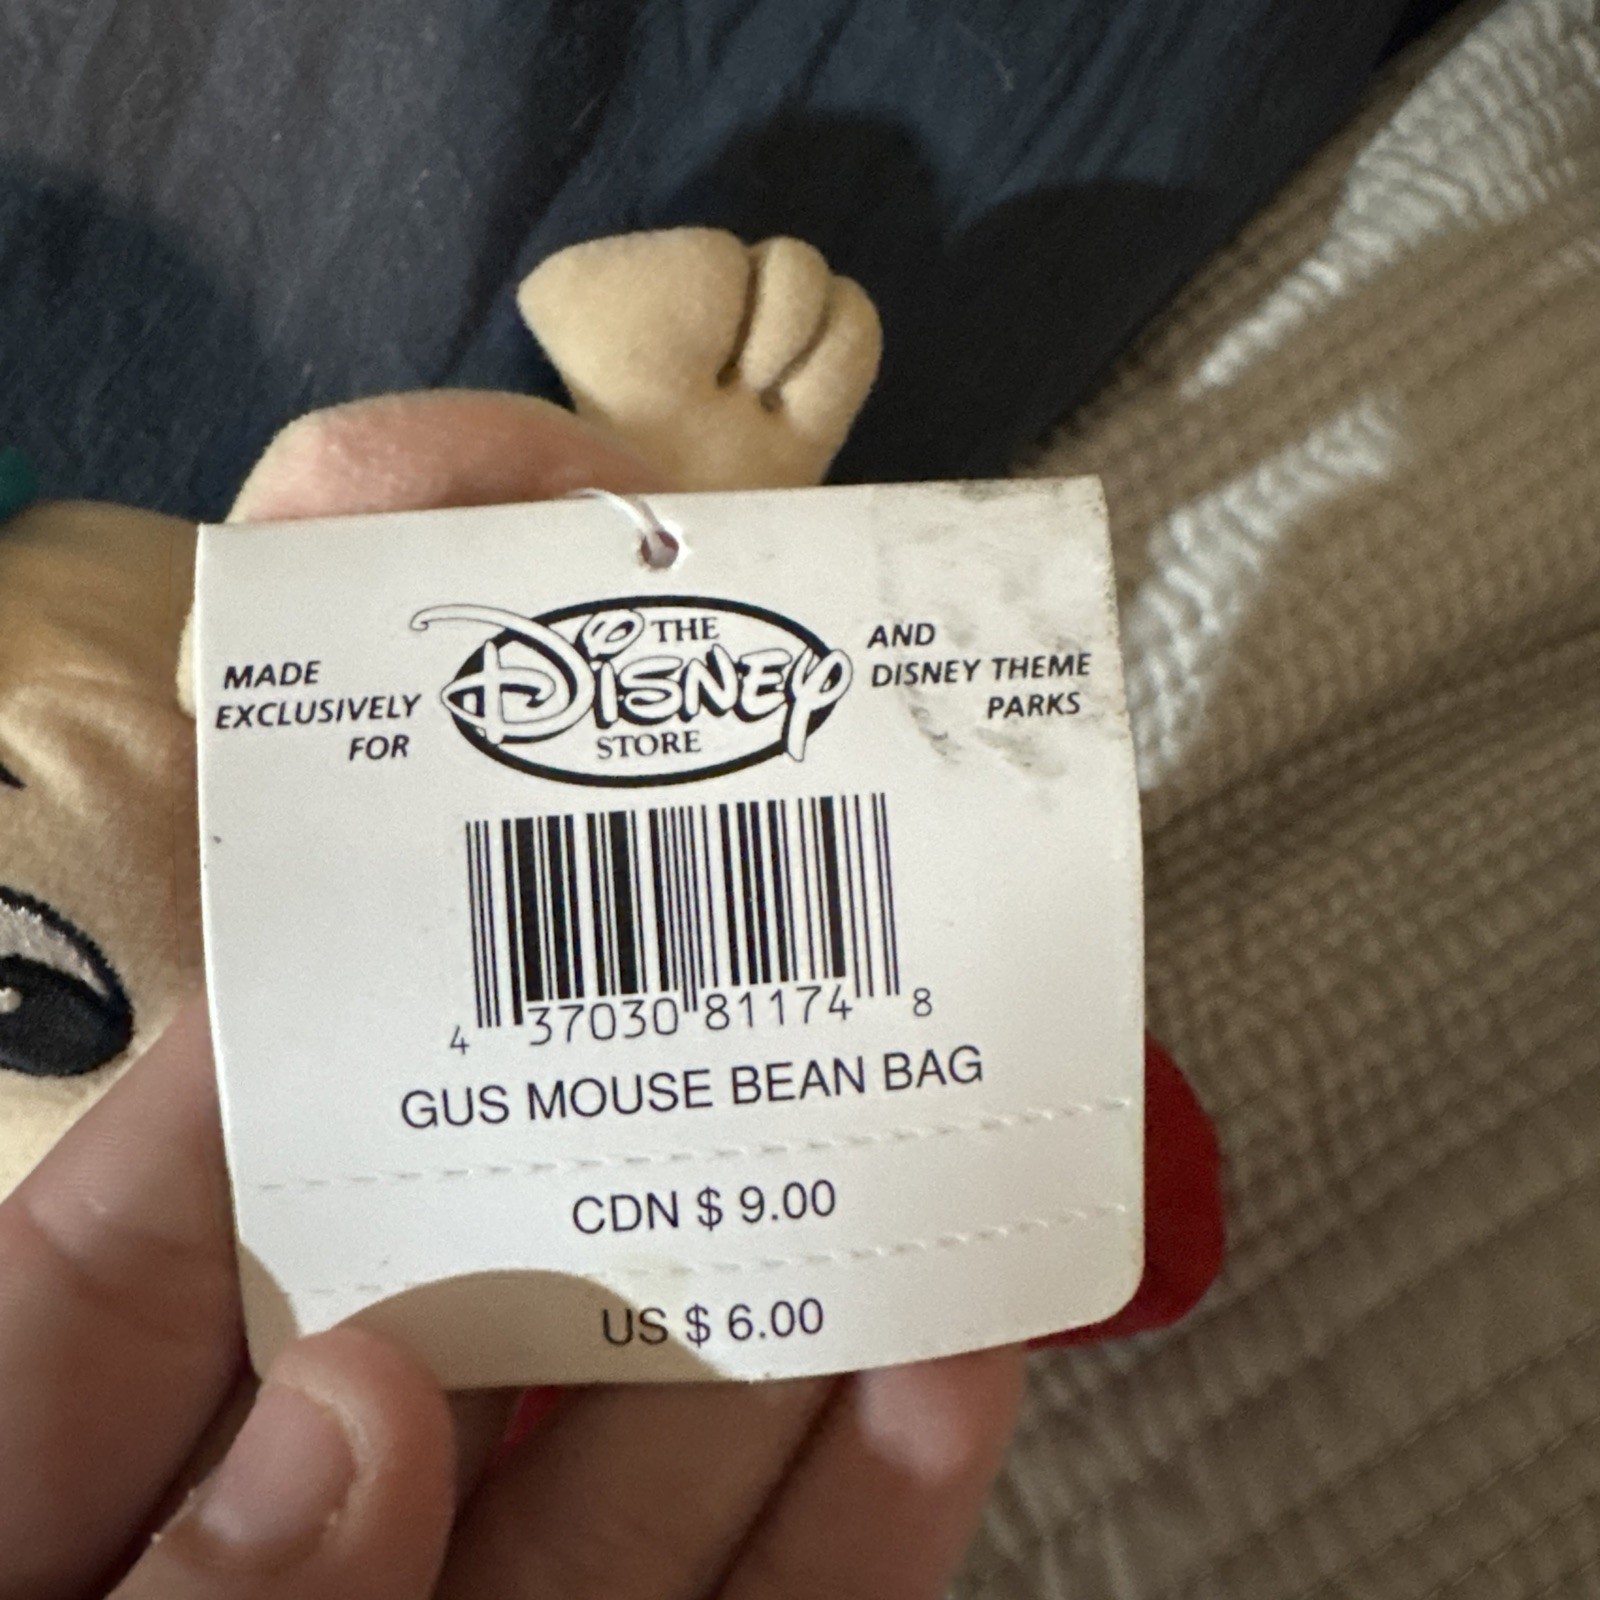 MADE
EXCLUSIVELY
FOR
THE
DISNEY
STORE
AND
DISNEY THEME
PARKS
4 37030 81174 8
GUS MOUSE BEAN BAG
CDN $ 9.00
US $ 6.00